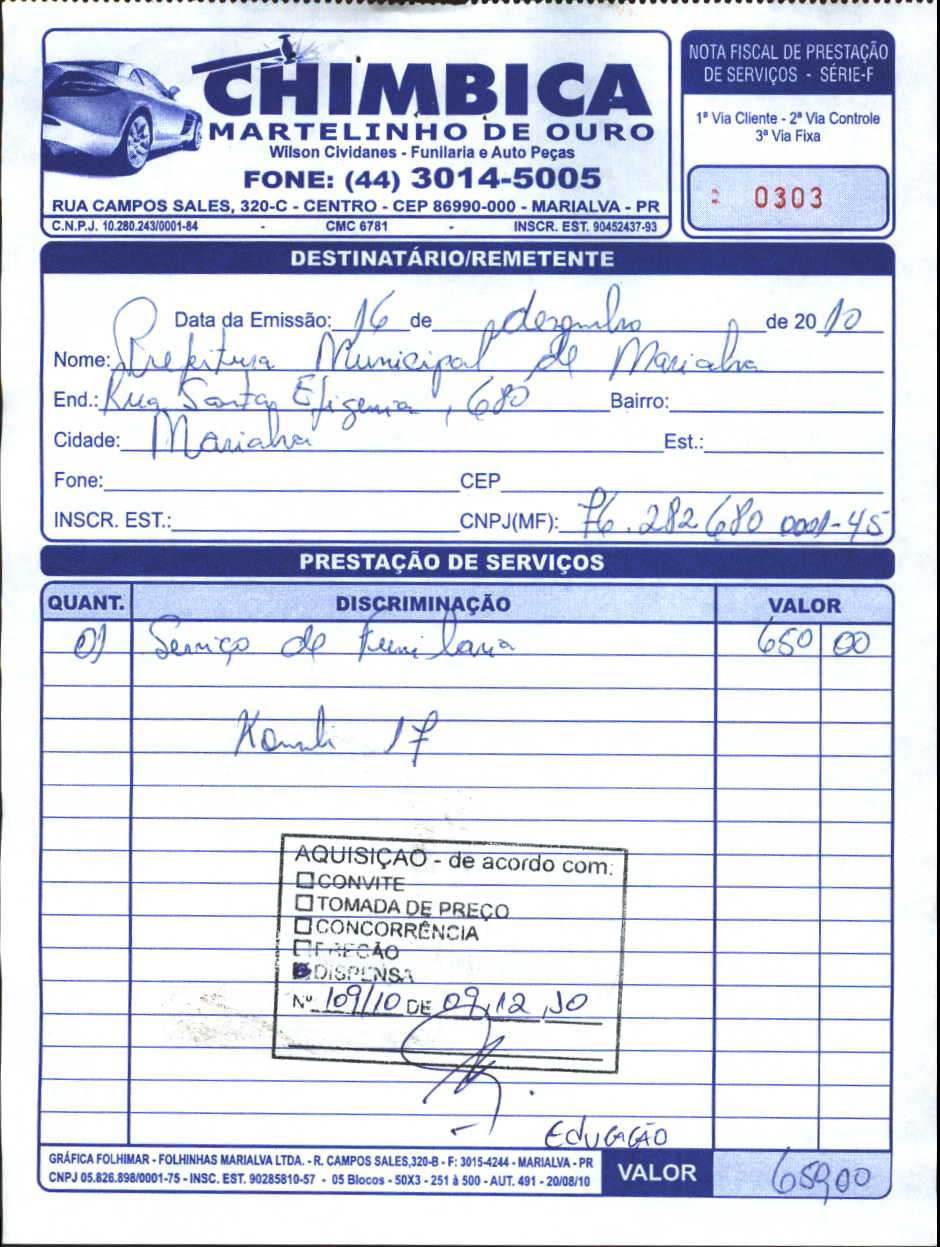 CHIMBICA
MARTELINHO DE OURO
Wilson Cividanes - Funilaria e Auto Peças
FONE: (44) 3014-5005
RUA CAMPOS SALES, 320-C - CENTRO - CEP 86990-000 - MARIALVA - PR
C.N.P.J. 10.280.243/0001-84 - CMC 6781 - INSCR. EST. 90452437-93
NOTA FISCAL DE PRESTAÇÃO
DE SERVIÇOS - SÉRIE-F
1ª Via Cliente - 2ª Via Controle
3ª Via Fixa
0303
DESTINATÁRIO/REMETENTE
Data da Emissão: 16 de dezembro de 2010
Nome: Prefeitura Municipal de Marialva
End.: Rua Santa Efigenia, 680 Bairro:
Cidade: Marialva Est.:
Fone: CEP
INSCR. EST.: CNPJ(MF): 76.282 680 0001-45
PRESTAÇÃO DE SERVIÇOS
QUANT. DISCRIMINAÇÃO VALOR
01 Serviço de Funilaria 650 00
17
AQUISIÇÃO - de acordo com:
CONVITE
TOMADA DE PREÇO
CONCORRÊNCIA
PREGÃO
DISPENSA
Nº 109/10 DE 09,12,10
EDUCAÇÃO
GRÁFICA FOLHIMAR - FOLHINHAS MARIALVA LTDA. - R. CAMPOS SALES,320-B - F: 3015-4244 - MARIALVA - PR
CNPJ 05.826.898/0001-75 - INSC. EST. 90285810-57 - 05 Blocos - 50X3 - 251 à 500 - AUT. 491 - 20/08/10
VALOR 650,00